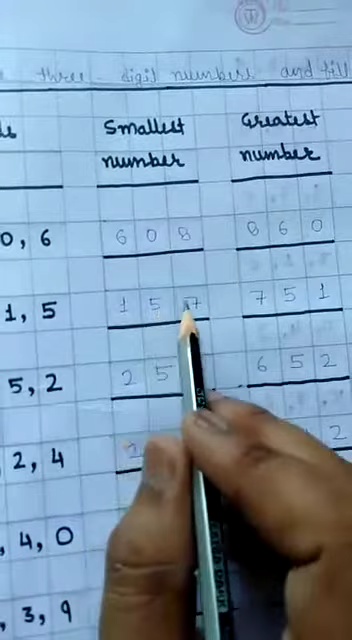 three - digit numbers and fill
Smallest number
Greatest number
0, 6 6 0 8 8 6 0
1, 5 1 5 7 7 5 1
5, 2 2 5 6 5 2
2, 4 2 2
, 4, 0
, 3, 9